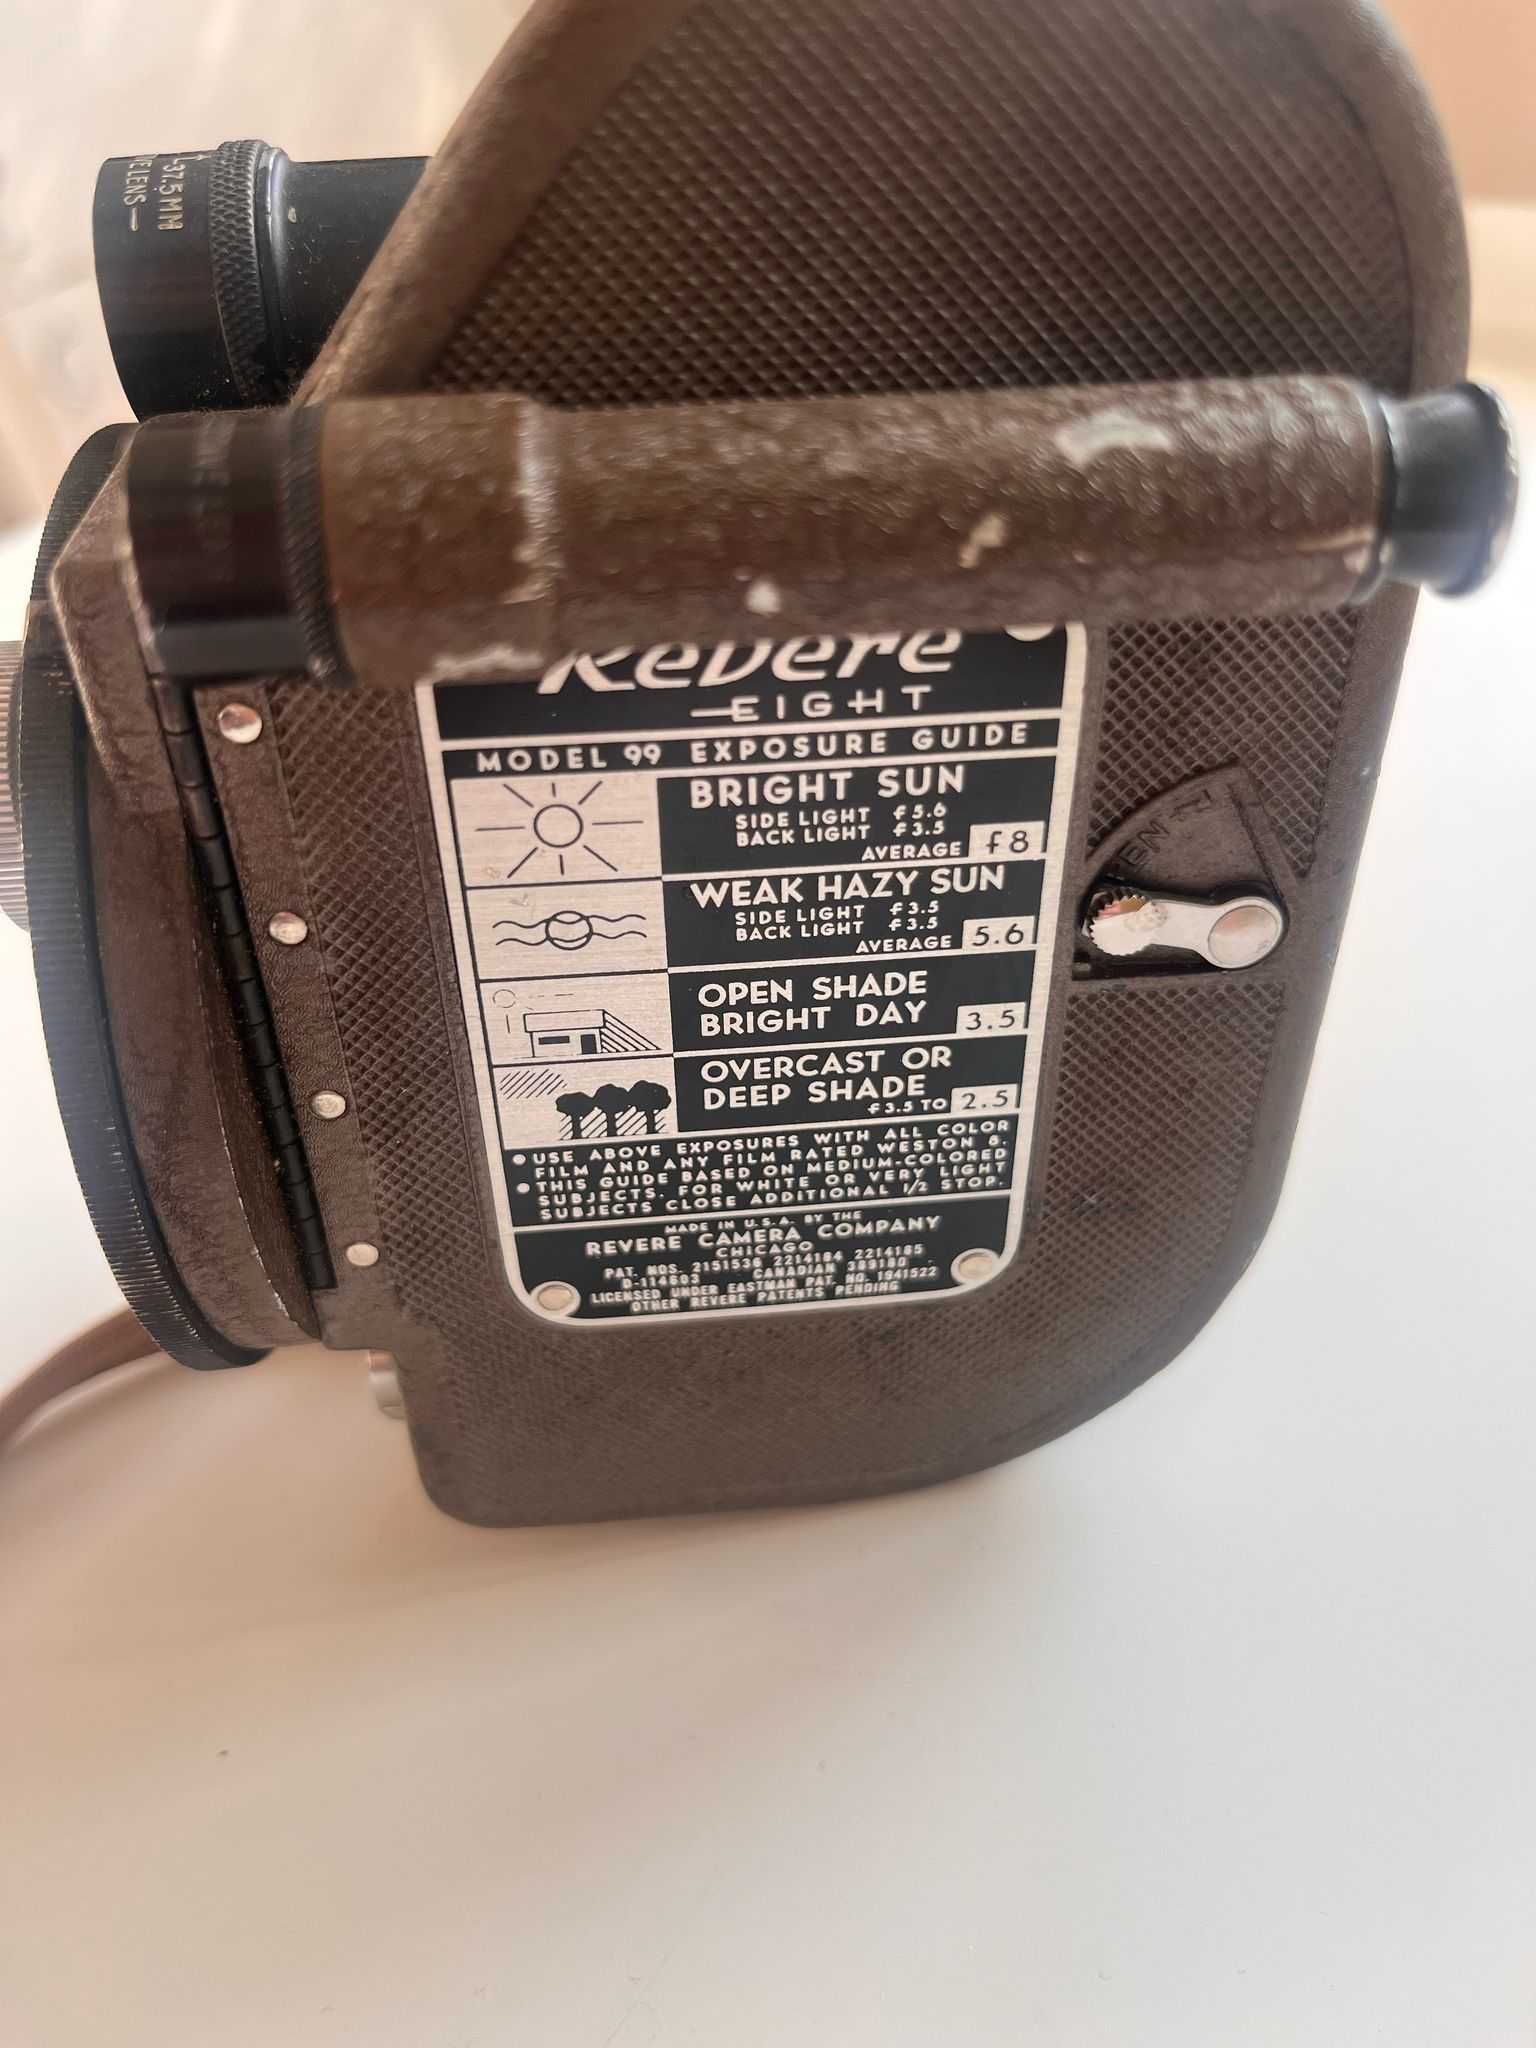 37.5MM
Revere
EIGHT
MODEL 99 EXPOSURE GUIDE
BRIGHT SUN
SIDE LIGHT f5.6
BACK LIGHT f3.5
AVERAGE f8
WEAK HAZY SUN
SIDE LIGHT f3.5
BACK LIGHT f3.5
AVERAGE 5.6
OPEN SHADE
BRIGHT DAY 3.5
OVERCAST OR
DEEP SHADE
f3.5 TO 2.5
•USE ABOVE EXPOSURES WITH ALL COLOR
FILM AND ANY FILM RATED WESTON 8.
•THIS GUIDE BASED ON MEDIUM-COLORED
SUBJECTS. FOR WHITE OR VERY LIGHT
SUBJECTS CLOSE ADDITIONAL 1/2 STOP.
MADE IN U.S.A. BY THE
REVERE CAMERA COMPANY
CHICAGO
PAT. NOS. 2151536 2214184 2214185
D-114603 CANADIAN 389180
LICENSED UNDER EASTMAN PAT. NO. 1941522
OTHER REVERE PATENTS PENDING